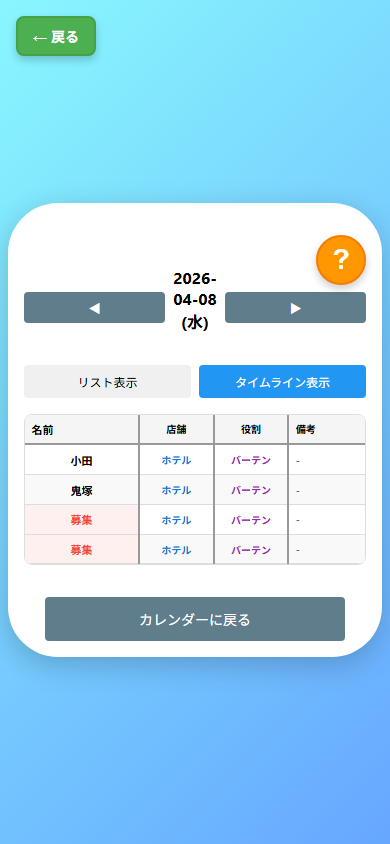 ← 戻る
?
2026-
04-08
(水)
◀
▶
リスト表示
タイムライン表示
名前 店舗 役割 備考
小田 ホテル バーテン -
鬼塚 ホテル バーテン -
募集 ホテル バーテン -
募集 ホテル バーテン -
カレンダーに戻る